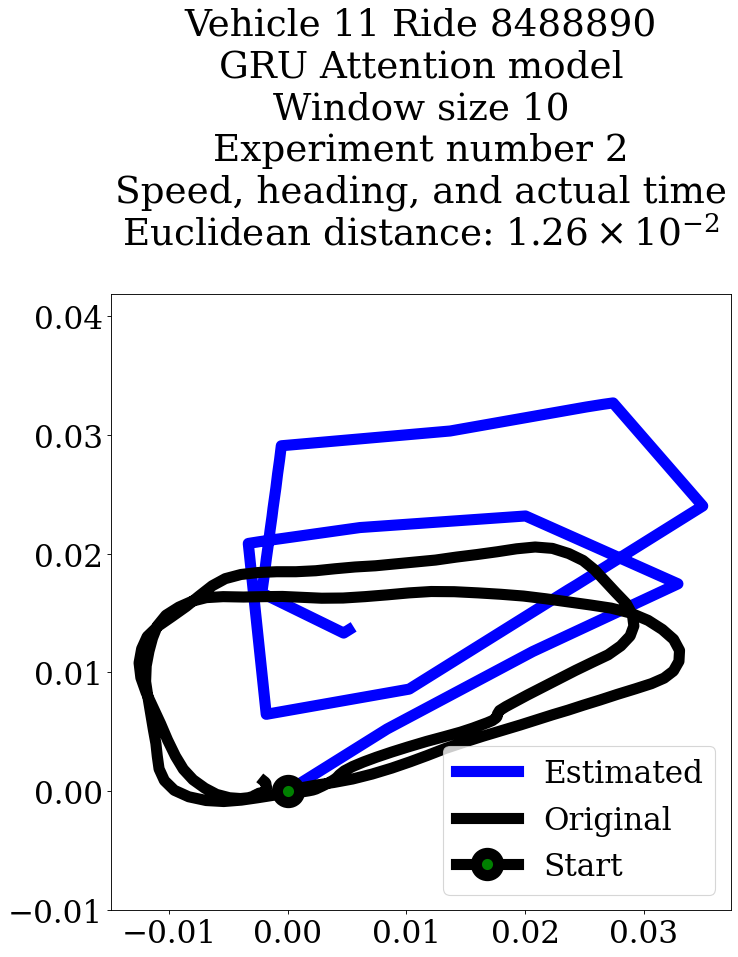 Vehicle 11 Ride 8488890
GRU Attention model
Window size 10
Experiment number 2
Speed, heading, and actual time
Euclidean distance: 1.26 × 10⁻²
0.04
0.03
0.02
0.01
0.00
−0.01
Estimated
Original
Start
−0.01 0.00 0.01 0.02 0.03